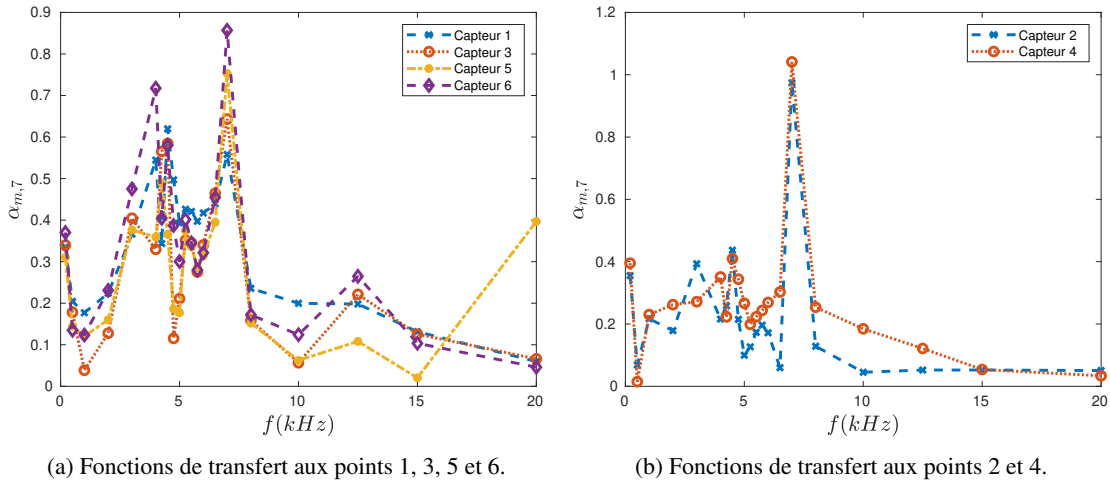 0.9
0.8
0.7
0.6
0.5
0.4
0.3
0.2
0.1
0
α_{m,7}
0 5 10 15 20
f(kHz)
Capteur 1
Capteur 3
Capteur 5
Capteur 6
(a) Fonctions de transfert aux points 1, 3, 5 et 6.
1.2
1
0.8
0.6
0.4
0.2
0
α_{m,7}
0 5 10 15 20
f(kHz)
Capteur 2
Capteur 4
(b) Fonctions de transfert aux points 2 et 4.